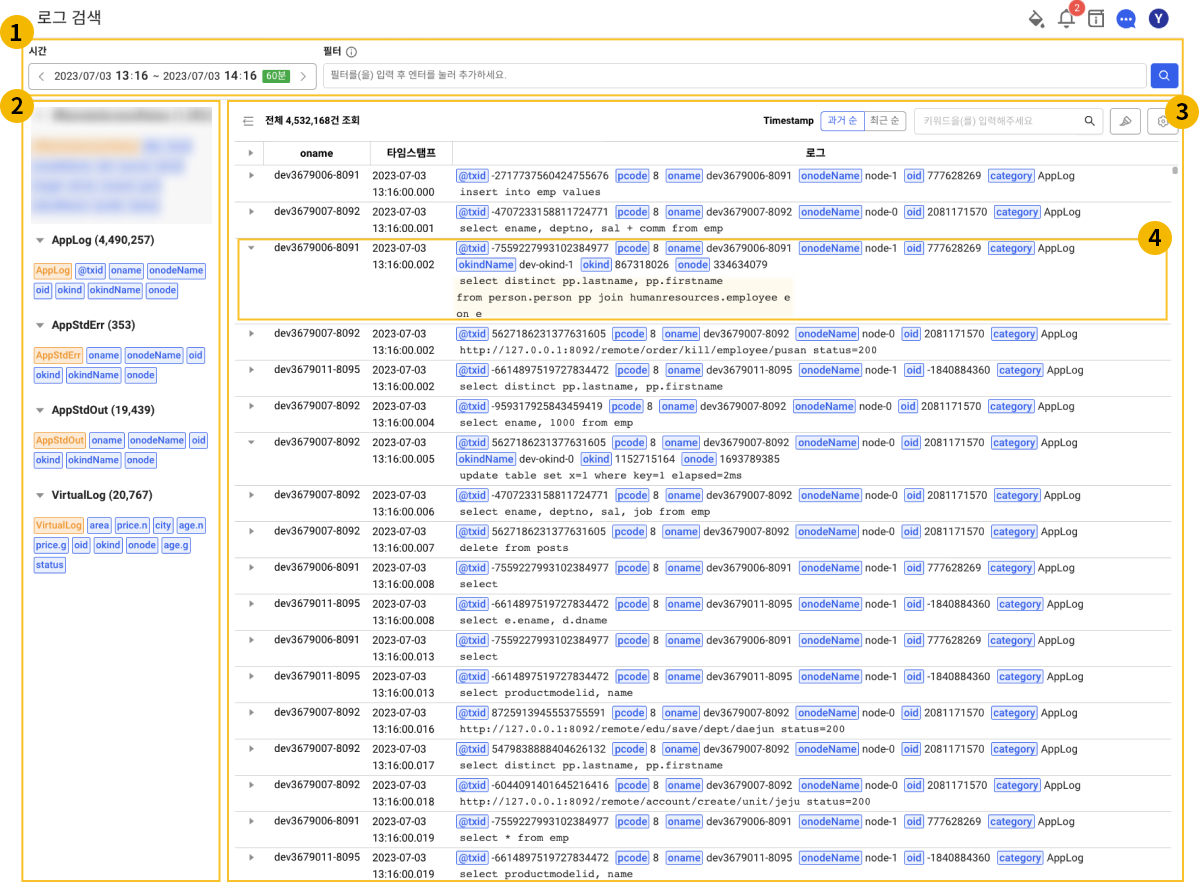 로그 검색
2
Y
1
시간
필터
2023/07/03 13:16 ~ 2023/07/03 14:16 60분
필터를(을) 입력 후 엔터를 눌러 추가하세요.
2
3
전체 4,532,168건 조회
Timestamp 과거 순 최근 순
키워드을(를) 입력해주세요
AppLog (4,490,257)
AppLog @txid oname onodeName
oid okind okindName onode
AppStdErr (353)
AppStdErr oname onodeName oid
okind okindName onode
AppStdOut (19,439)
AppStdOut oname onodeName oid
okind okindName onode
VirtualLog (20,767)
VirtualLog area price.n city age.n
price.g oid okind onode age.g
status
oname 타임스탬프 로그
dev3679006-8091 2023-07-03 @txid -2717737560424755676 pcode 8 oname dev3679006-8091 onodeName node-1 oid 777628269 category AppLog
13:16:00.000 insert into emp values
dev3679007-8092 2023-07-03 @txid -4707233158811724771 pcode 8 oname dev3679007-8092 onodeName node-0 oid 2081171570 category AppLog
13:16:00.001 select ename, deptno, sal + comm from emp
4
dev3679006-8091 2023-07-03 @txid -7559227993102384977 pcode 8 oname dev3679006-8091 onodeName node-1 oid 777628269 category AppLog
13:16:00.002 okindName dev-okind-1 okind 867318026 onode 334634079
select distinct pp.lastname, pp.firstname
from person.person pp join humanresources.employee e
on e
dev3679007-8092 2023-07-03 @txid 5627186231377631605 pcode 8 oname dev3679007-8092 onodeName node-0 oid 2081171570 category AppLog
13:16:00.002 http://127.0.0.1:8092/remote/order/kill/employee/pusan status=200
dev3679011-8095 2023-07-03 @txid -6614897519727834472 pcode 8 oname dev3679011-8095 onodeName node-1 oid -1840884360 category AppLog
13:16:00.002 select distinct pp.lastname, pp.firstname
dev3679007-8092 2023-07-03 @txid -959317925843459419 pcode 8 oname dev3679007-8092 onodeName node-0 oid 2081171570 category AppLog
13:16:00.004 select ename, 1000 from emp
dev3679007-8092 2023-07-03 @txid 5627186231377631605 pcode 8 oname dev3679007-8092 onodeName node-0 oid 2081171570 category AppLog
13:16:00.005 okindName dev-okind-0 okind 1152715164 onode 1693789385
update table set x=1 where key=1 elapsed=2ms
dev3679007-8092 2023-07-03 @txid -4707233158811724771 pcode 8 oname dev3679007-8092 onodeName node-0 oid 2081171570 category AppLog
13:16:00.006 select ename, deptno, sal, job from emp
dev3679007-8092 2023-07-03 @txid 5627186231377631605 pcode 8 oname dev3679007-8092 onodeName node-0 oid 2081171570 category AppLog
13:16:00.007 delete from posts
dev3679006-8091 2023-07-03 @txid -7559227993102384977 pcode 8 oname dev3679006-8091 onodeName node-1 oid 777628269 category AppLog
13:16:00.008 select
dev3679011-8095 2023-07-03 @txid -6614897519727834472 pcode 8 oname dev3679011-8095 onodeName node-1 oid -1840884360 category AppLog
13:16:00.008 select e.ename, d.dname
dev3679006-8091 2023-07-03 @txid -7559227993102384977 pcode 8 oname dev3679006-8091 onodeName node-1 oid 777628269 category AppLog
13:16:00.013 select
dev3679011-8095 2023-07-03 @txid -6614897519727834472 pcode 8 oname dev3679011-8095 onodeName node-1 oid -1840884360 category AppLog
13:16:00.013 select productmodelid, name
dev3679007-8092 2023-07-03 @txid 8725913945553755591 pcode 8 oname dev3679007-8092 onodeName node-0 oid 2081171570 category AppLog
13:16:00.016 http://127.0.0.1:8092/remote/edu/save/dept/daejun status=200
dev3679007-8092 2023-07-03 @txid 5479838888404626132 pcode 8 oname dev3679007-8092 onodeName node-0 oid 2081171570 category AppLog
13:16:00.017 select distinct pp.lastname, pp.firstname
dev3679007-8092 2023-07-03 @txid -6044091401645216416 pcode 8 oname dev3679007-8092 onodeName node-0 oid 2081171570 category AppLog
13:16:00.018 http://127.0.0.1:8092/remote/account/create/unit/jeju status=200
dev3679006-8091 2023-07-03 @txid -7559227993102384977 pcode 8 oname dev3679006-8091 onodeName node-1 oid 777628269 category AppLog
13:16:00.019 select * from emp
dev3679011-8095 2023-07-03 @txid -6614897519727834472 pcode 8 oname dev3679011-8095 onodeName node-1 oid -1840884360 category AppLog
13:16:00.019 select productmodelid, name